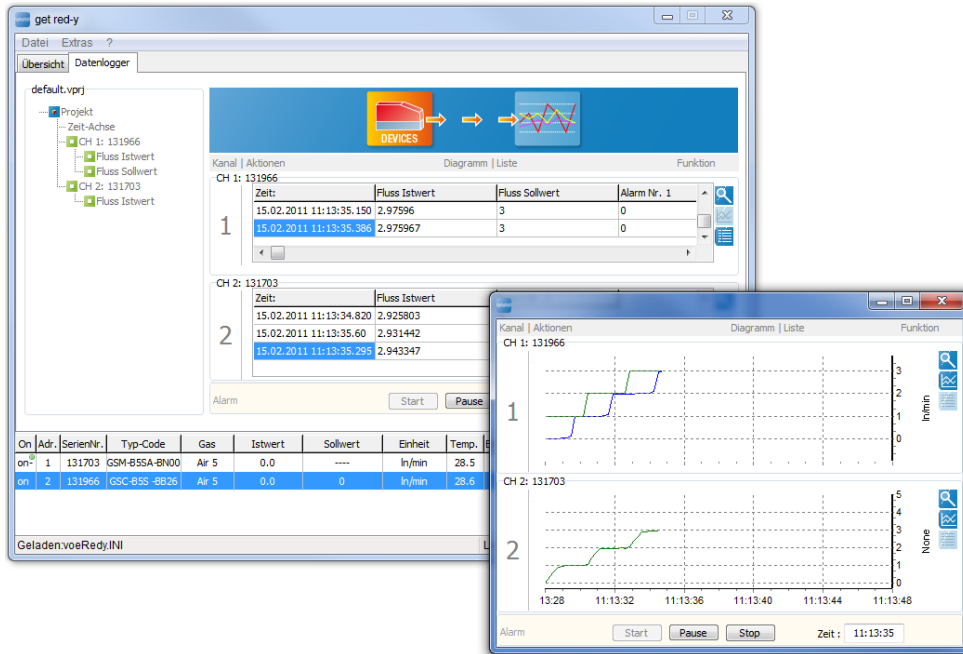 get red-y
Datei Extras ?
Übersicht Datenlogger
default.vprj
Projekt
Zeit-Achse
CH 1: 131966
Fluss Istwert
Fluss Sollwert
CH 2: 131703
Fluss Istwert
DEVICES
Kanal | Aktionen Diagramm | Liste Funktion
CH 1: 131966
1
Zeit: Fluss Istwert Fluss Sollwert Alarm Nr. 1
15.02.2011 11:13:35.150 2.97596 3 0
15.02.2011 11:13:35.386 2.975967 3 0
CH 2: 131703
2
Zeit: Fluss Istwert
15.02.2011 11:13:34.820 2.925803
15.02.2011 11:13:35.60 2.931442
15.02.2011 11:13:35.295 2.943347
Alarm Start Pause
On Adr. SerienNr. Typ-Code Gas Istwert Sollwert Einheit Temp.
on- 1 131703 GSM-B5SA-BN00 Air 5 0.0 ---- ln/min 28.5
on 2 131966 GSC-B5S -BB26 Air 5 0.0 0 ln/min 28.6
Geladen:voeRedy.INI
Kanal | Aktionen Diagramm | Liste Funktion
CH 1: 131966
1
3
2
1
0
ln/min
CH 2: 131703
2
5
4
3
2
1
0
None
13:28 11:13:32 11:13:36 11:13:40 11:13:44 11:13:48
Alarm Start Pause Stop Zeit : 11:13:35